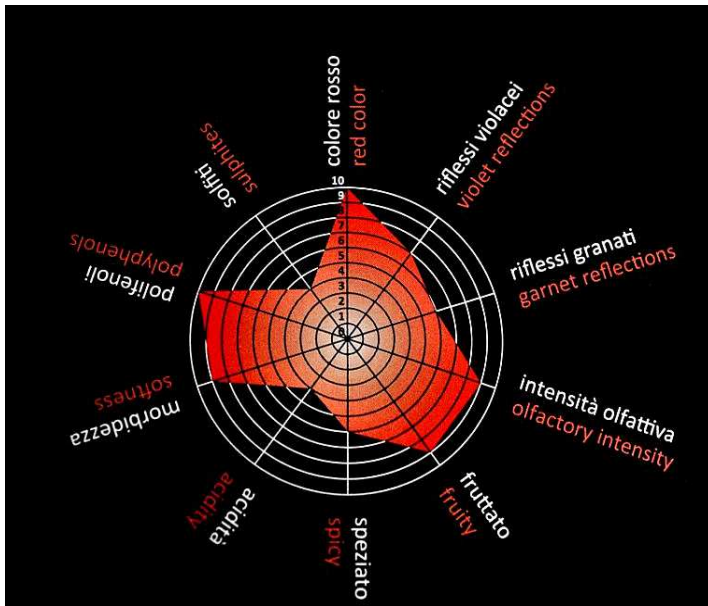 colore rosso
red color
riflessi violacei
violet reflections
riflessi granati
garnet reflections
intensità olfattiva
olfactory intensity
fruttato
fruity
speziato
spicy
acidità
acidity
morbidezza
softness
polifenoli
polyphenols
solfiti
sulphites
10
9
8
7
6
5
4
3
2
1
0